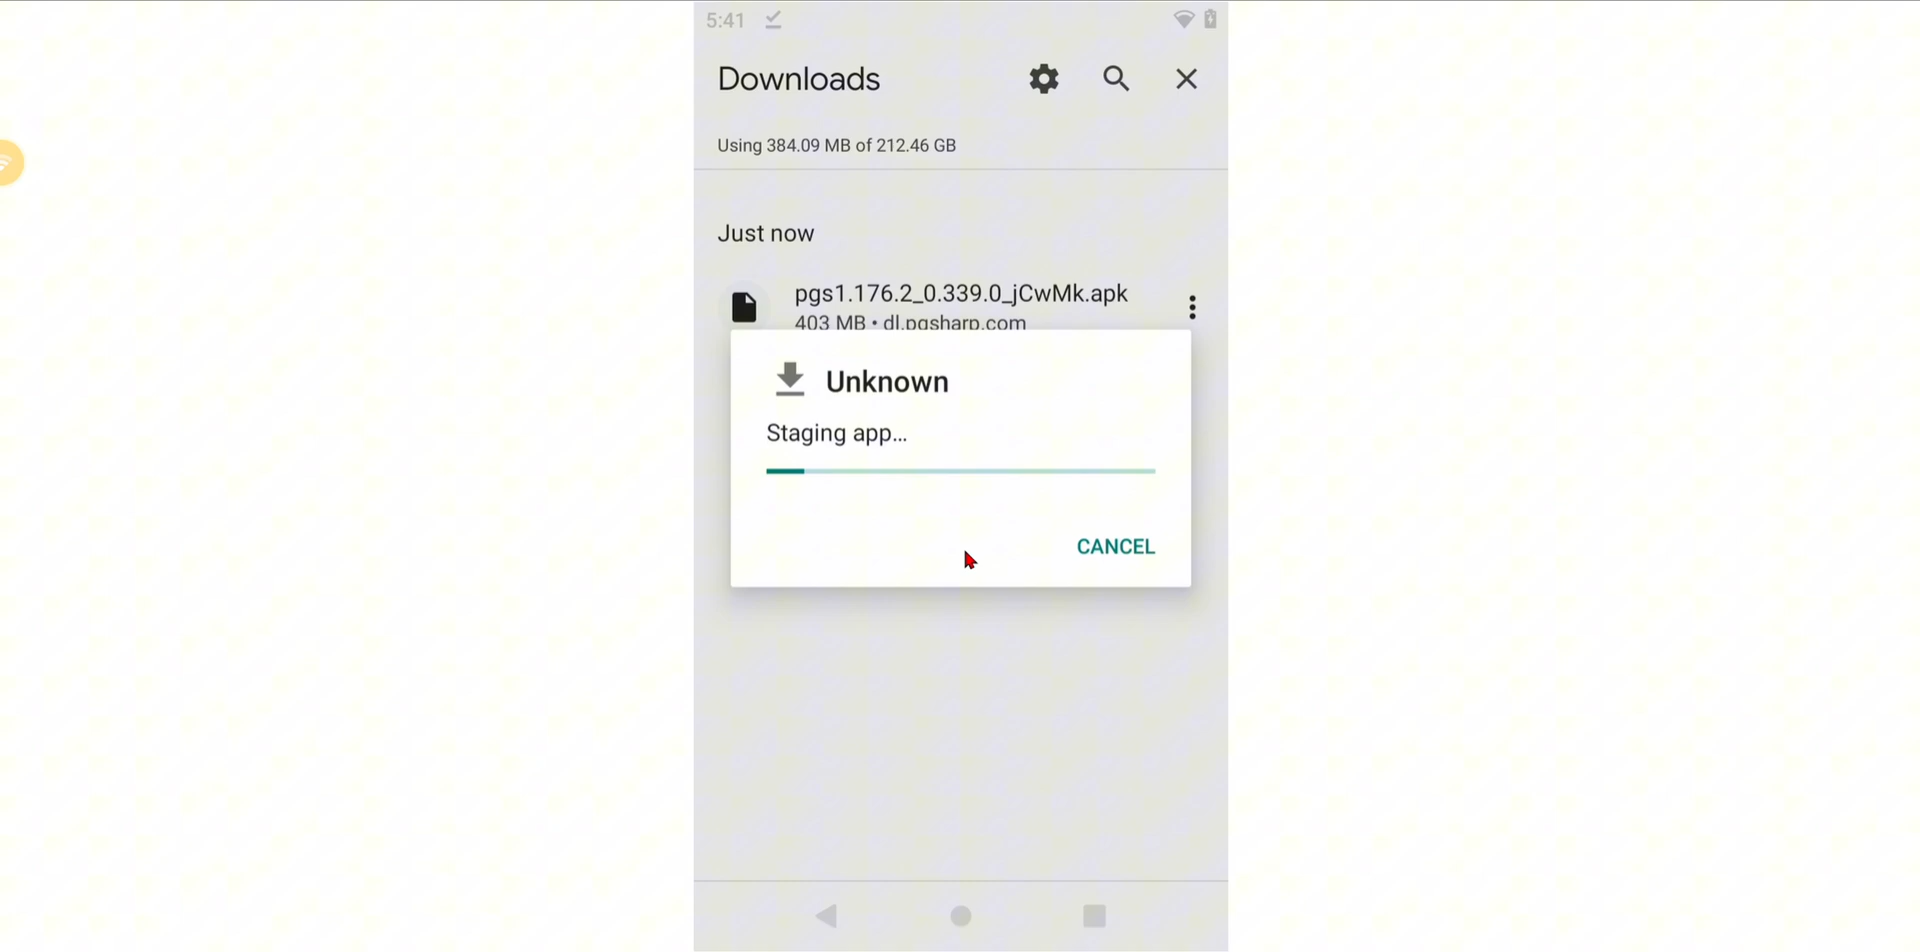 5:41
Downloads
Using 384.09 MB of 212.46 GB
Just now
pgs1.176.2_0.339.0_jCwMk.apk
403 MB • dl.pgsharp.com
Unknown
Staging app...
CANCEL